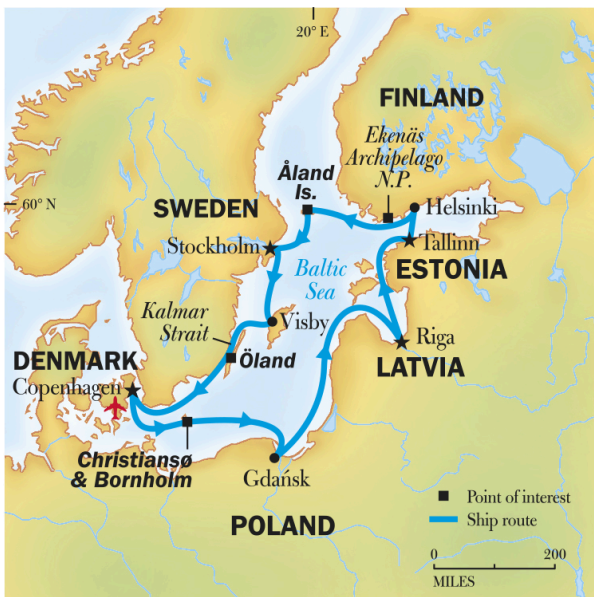 20° E
FINLAND
Ekenäs
Archipelago
N.P.
Åland
Is.
60° N
Helsinki
SWEDEN
Stockholm
Tallinn
ESTONIA
Baltic
Sea
Kalmar
Strait
Visby
Öland
Riga
LATVIA
DENMARK
Copenhagen
Christiansø
& Bornholm
Gdańsk
POLAND
Point of interest
Ship route
0 200
MILES